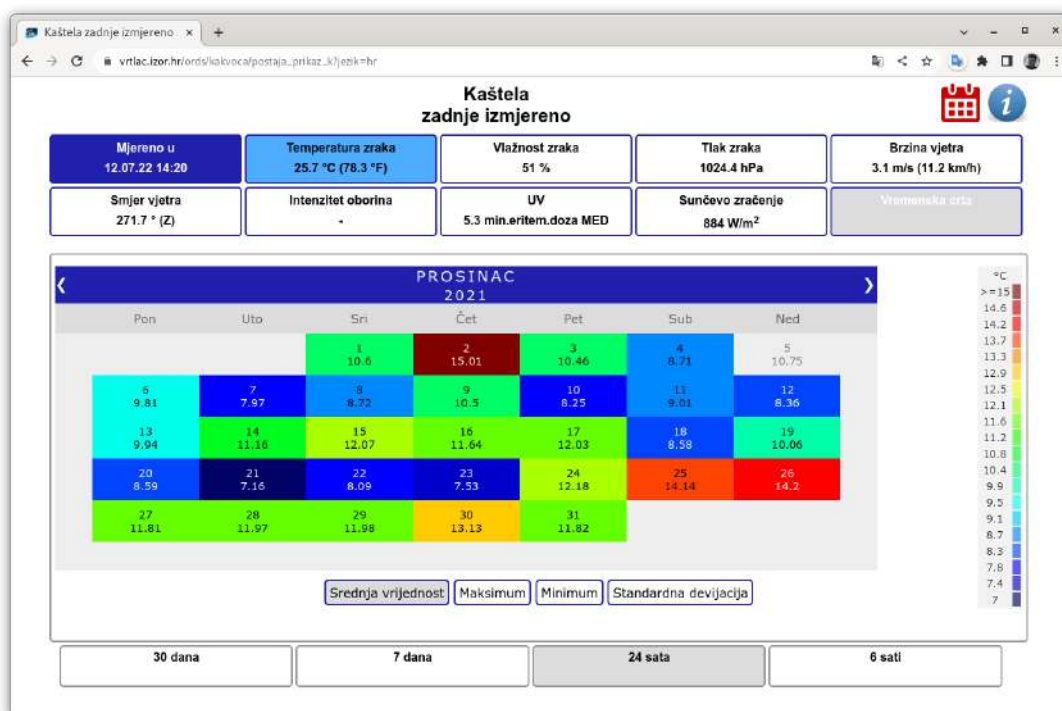 Kaštela zadnje izmjereno × +
vrtlac.izor.hr/ords/kakvoca/postaja_prikaz_k?jezik=hr
Kaštela
zadnje izmjereno
Mjereno u
12.07.22 14:20
Temperatura zraka
25.7 °C (78.3 °F)
Vlažnost zraka
51 %
Tlak zraka
1024.4 hPa
Brzina vjetra
3.1 m/s (11.2 km/h)
Smjer vjetra
271.7 ° (Z)
Intenzitet oborina
-
UV
5.3 min.eritem.doza MED
Sunčevo zračenje
884 W/m²
Vremenska crta
PROSINAC
2021
Pon Uto Sri Čet Pet Sub Ned
1 2 3 4 5
10.6 15.01 10.46 8.71 10.75
6 7 8 9 10 11 12
9.81 7.97 8.72 10.5 8.25 9.01 8.36
13 14 15 16 17 18 19
9.94 11.16 12.07 11.64 12.03 8.58 10.06
20 21 22 23 24 25 26
8.59 7.16 8.09 7.53 12.18 14.14 14.2
27 28 29 30 31
11.81 11.97 11.98 13.13 11.82
°C
>=15
14.6
14.2
13.7
13.3
12.9
12.5
12.1
11.6
11.2
10.8
10.4
9.9
9.5
9.1
8.7
8.3
7.8
7.4
7
Srednja vrijednost Maksimum Minimum Standardna devijacija
30 dana 7 dana 24 sata 6 sati